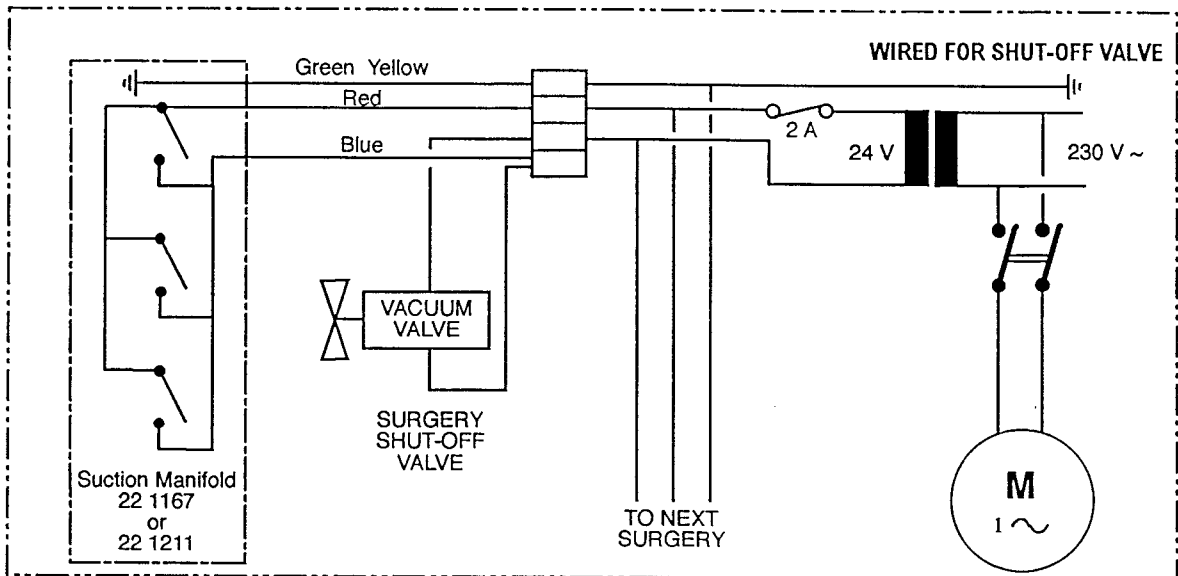 WIRED FOR SHUT-OFF VALVE
Green Yellow
Red
Blue
2 A
24 V
230 V ~
VACUUM
VALVE
SURGERY
SHUT-OFF
VALVE
Suction Manifold
22 1167
or
22 1211
TO NEXT
SURGERY
M
1 ~